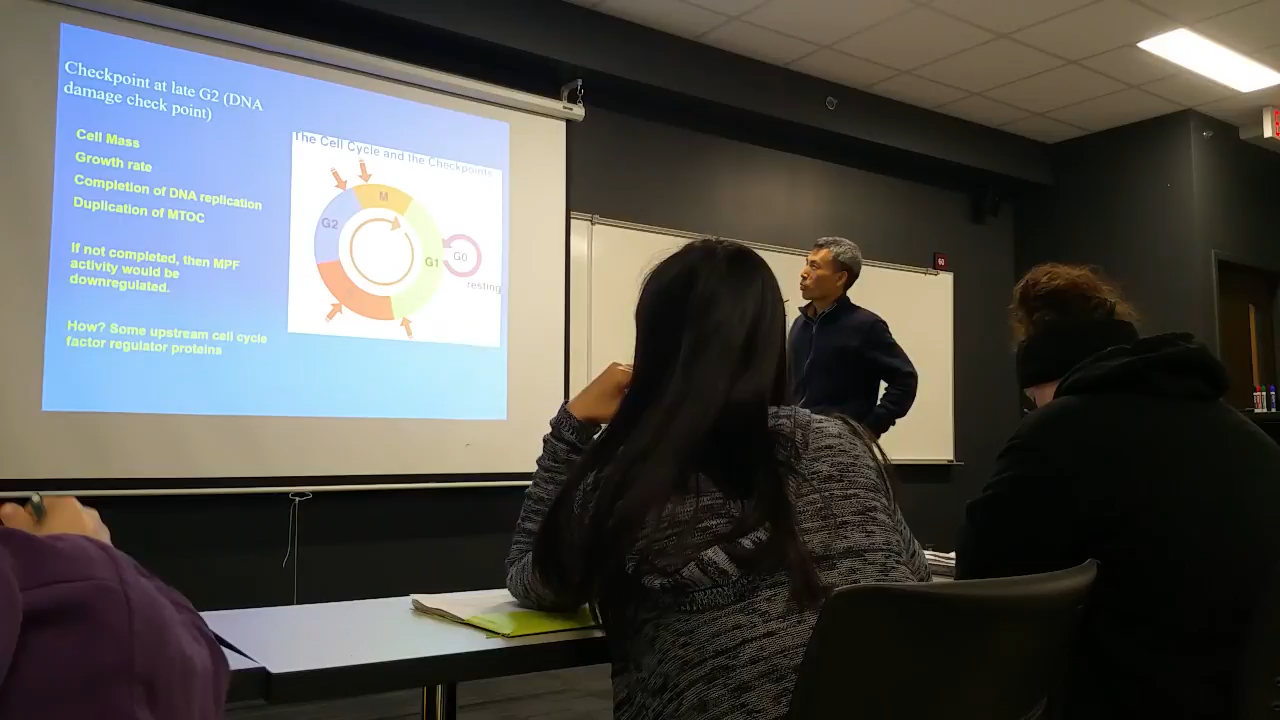 Checkpoint at late G2 (DNA
damage check point)
Cell Mass
Growth rate
Completion of DNA replication
Duplication of MTOC
If not completed, then MPF
activity would be
downregulated.
How? Some upstream cell cycle
factor regulator proteins
The Cell Cycle and the Checkpoints
M
G2
G1
G0
resting